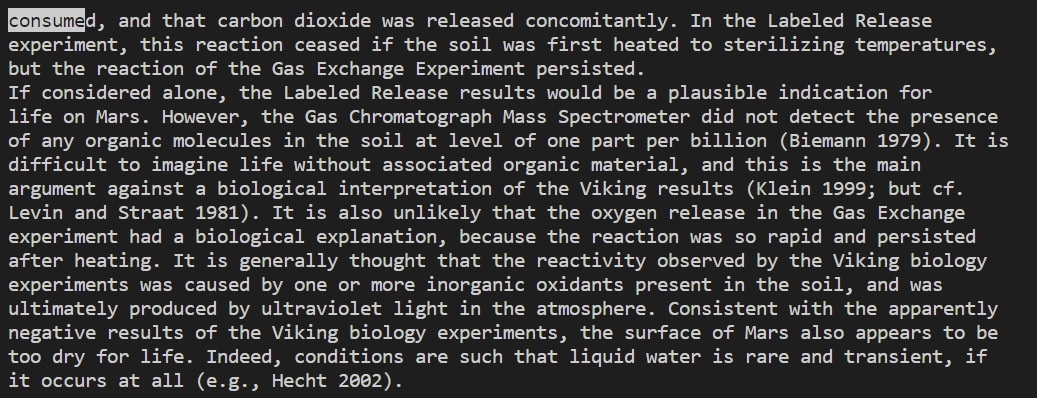 consumed, and that carbon dioxide was released concomitantly. In the Labeled Release
experiment, this reaction ceased if the soil was first heated to sterilizing temperatures,
but the reaction of the Gas Exchange Experiment persisted.
If considered alone, the Labeled Release results would be a plausible indication for
life on Mars. However, the Gas Chromatograph Mass Spectrometer did not detect the presence
of any organic molecules in the soil at level of one part per billion (Biemann 1979). It is
difficult to imagine life without associated organic material, and this is the main
argument against a biological interpretation of the Viking results (Klein 1999; but cf.
Levin and Straat 1981). It is also unlikely that the oxygen release in the Gas Exchange
experiment had a biological explanation, because the reaction was so rapid and persisted
after heating. It is generally thought that the reactivity observed by the Viking biology
experiments was caused by one or more inorganic oxidants present in the soil, and was
ultimately produced by ultraviolet light in the atmosphere. Consistent with the apparently
negative results of the Viking biology experiments, the surface of Mars also appears to be
too dry for life. Indeed, conditions are such that liquid water is rare and transient, if
it occurs at all (e.g., Hecht 2002).